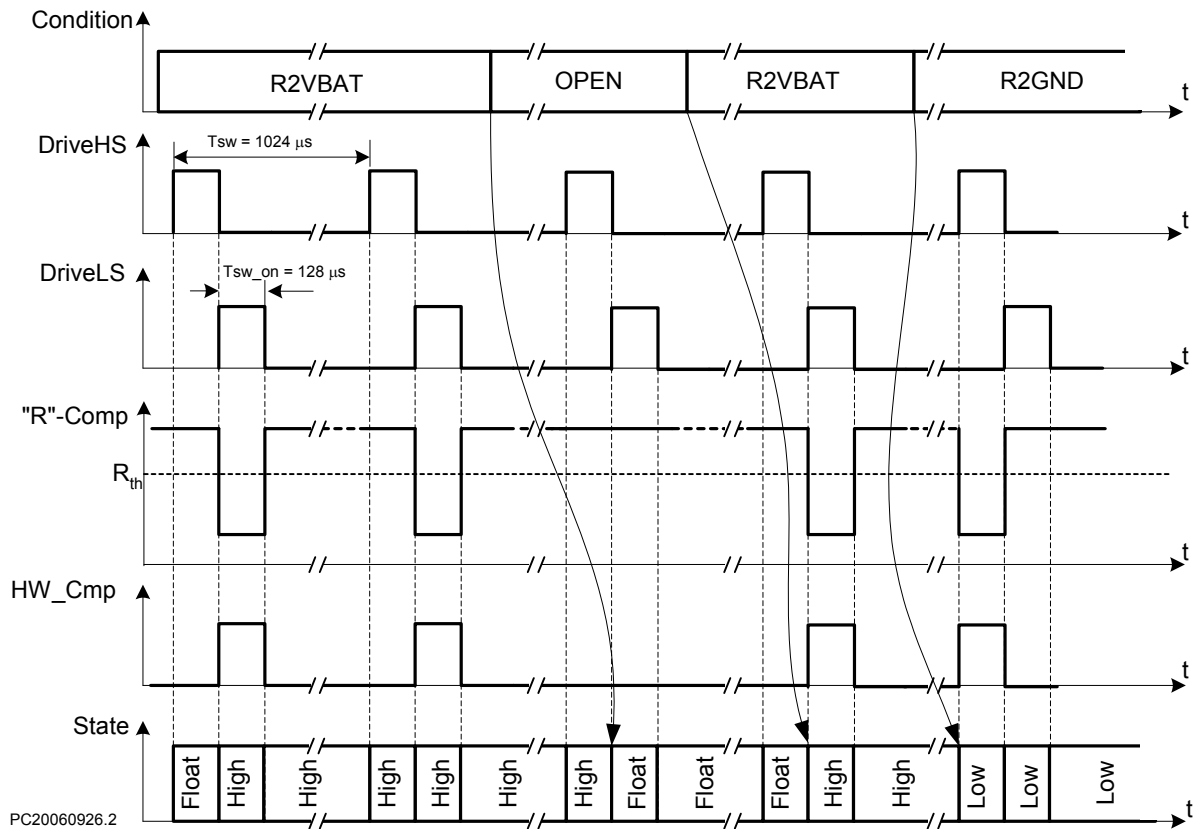 Condition
R2VBAT
OPEN
R2VBAT
R2GND
t
DriveHS
Tsw = 1024 µs
t
DriveLS
Tsw_on = 128 µs
t
"R"-Comp
Rth
t
HW_Cmp
t
State
Float
High
High
High
High
High
High
Float
Float
Float
High
High
Low
Low
Low
t
PC20060926.2